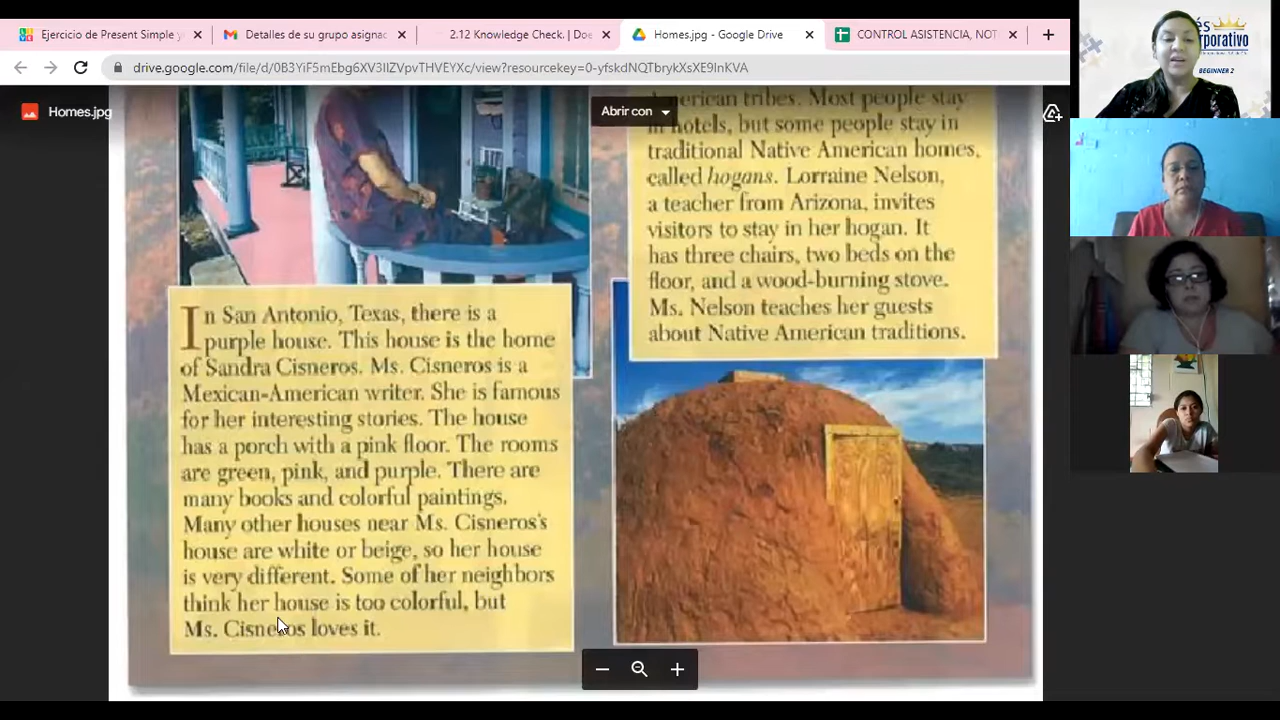 Ejercicio de Present Simple y
Detalles de su grupo asignac
2.12 Knowledge Check. | Doe
Homes.jpg - Google Drive
CONTROL ASISTENCIA, NOT
drive.google.com/file/d/0B3YiF5mEbg6XV3llZVpvTHVEYXc/view?resourcekey=0-yfskdNQTbrykXsXE9lnKVA
Homes.jpg
Abrir con
In San Antonio, Texas, there is a
purple house. This house is the home
of Sandra Cisneros. Ms. Cisneros is a
Mexican-American writer. She is famous
for her interesting stories. The house
has a porch with a pink floor. The rooms
are green, pink, and purple. There are
many books and colorful paintings.
Many other houses near Ms. Cisneros's
house are white or beige, so her house
is very different. Some of her neighbors
think her house is too colorful, but
Ms. Cisneros loves it.
American tribes. Most people stay
in hotels, but some people stay in
traditional Native American homes,
called hogans. Lorraine Nelson,
a teacher from Arizona, invites
visitors to stay in her hogan. It
has three chairs, two beds on the
floor, and a wood-burning stove.
Ms. Nelson teaches her guests
about Native American traditions.
és
rporativo
BEGINNER 2